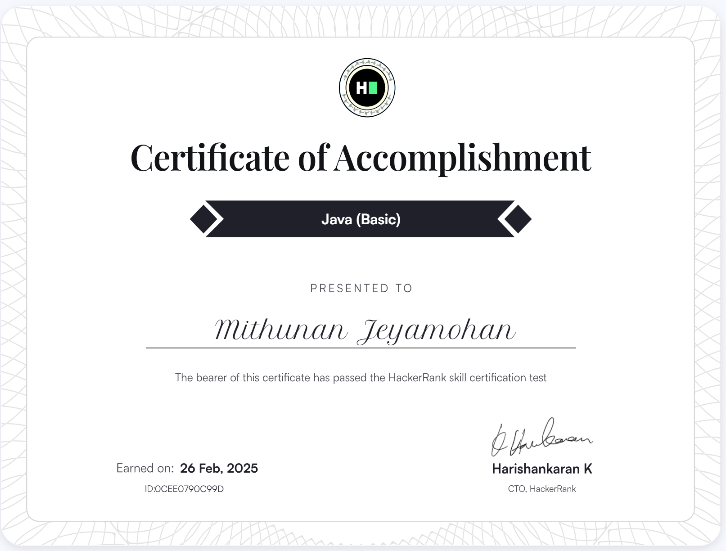 H
Certificate of Accomplishment
Java (Basic)
PRESENTED TO
Mithunan Jeyamohan
The bearer of this certificate has passed the HackerRank skill certification test
Earned on: 26 Feb, 2025
Harishankaran K
ID:0CEE0790C99D
CTO, HackerRank